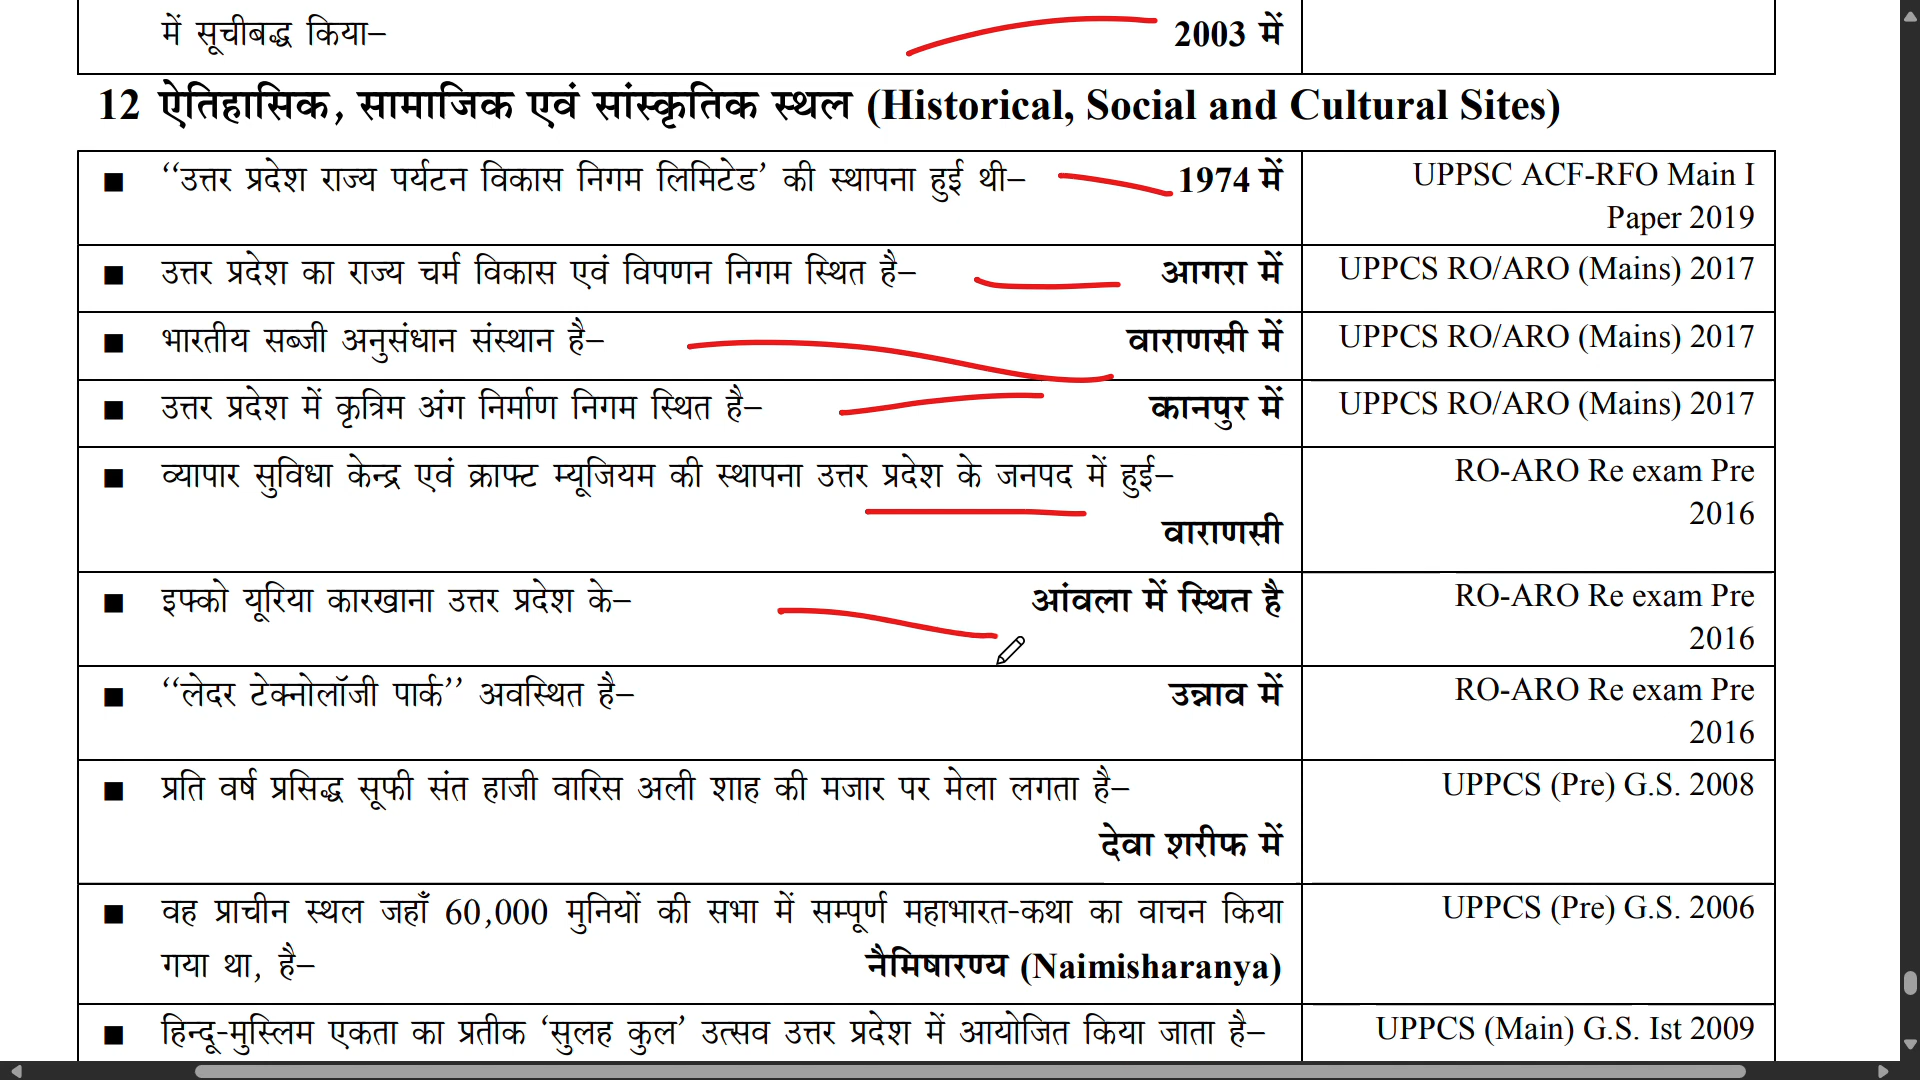 में सूचीबद्ध किया– 2003 में
12 ऐतिहासिक, सामाजिक एवं सांस्कृतिक स्थल (Historical, Social and Cultural Sites)
■ ‘‘उत्तर प्रदेश राज्य पर्यटन विकास निगम लिमिटेड’ की स्थापना हुई थी– 1974 में UPPSC ACF-RFO Main I
Paper 2019
■ उत्तर प्रदेश का राज्य चर्म विकास एवं विपणन निगम स्थित है– आगरा में UPPCS RO/ARO (Mains) 2017
■ भारतीय सब्जी अनुसंधान संस्थान है– वाराणसी में UPPCS RO/ARO (Mains) 2017
■ उत्तर प्रदेश में कृत्रिम अंग निर्माण निगम स्थित है– कानपुर में UPPCS RO/ARO (Mains) 2017
■ व्यापार सुविधा केन्द्र एवं क्राफ्ट म्यूजियम की स्थापना उत्तर प्रदेश के जनपद में हुई– RO-ARO Re exam Pre
वाराणसी 2016
■ इफ्को यूरिया कारखाना उत्तर प्रदेश के– आंवला में स्थित है RO-ARO Re exam Pre
2016
■ ‘‘लेदर टेक्नोलॉजी पार्क’’ अवस्थित है– उन्नाव में RO-ARO Re exam Pre
2016
■ प्रति वर्ष प्रसिद्ध सूफी संत हाजी वारिस अली शाह की मजार पर मेला लगता है– UPPCS (Pre) G.S. 2008
देवा शरीफ में
■ वह प्राचीन स्थल जहाँ 60,000 मुनियों की सभा में सम्पूर्ण महाभारत-कथा का वाचन किया UPPCS (Pre) G.S. 2006
गया था, है– नैमिषारण्य (Naimisharanya)
■ हिन्दू-मुस्लिम एकता का प्रतीक ‘सुलह कुल’ उत्सव उत्तर प्रदेश में आयोजित किया जाता है– UPPCS (Main) G.S. Ist 2009